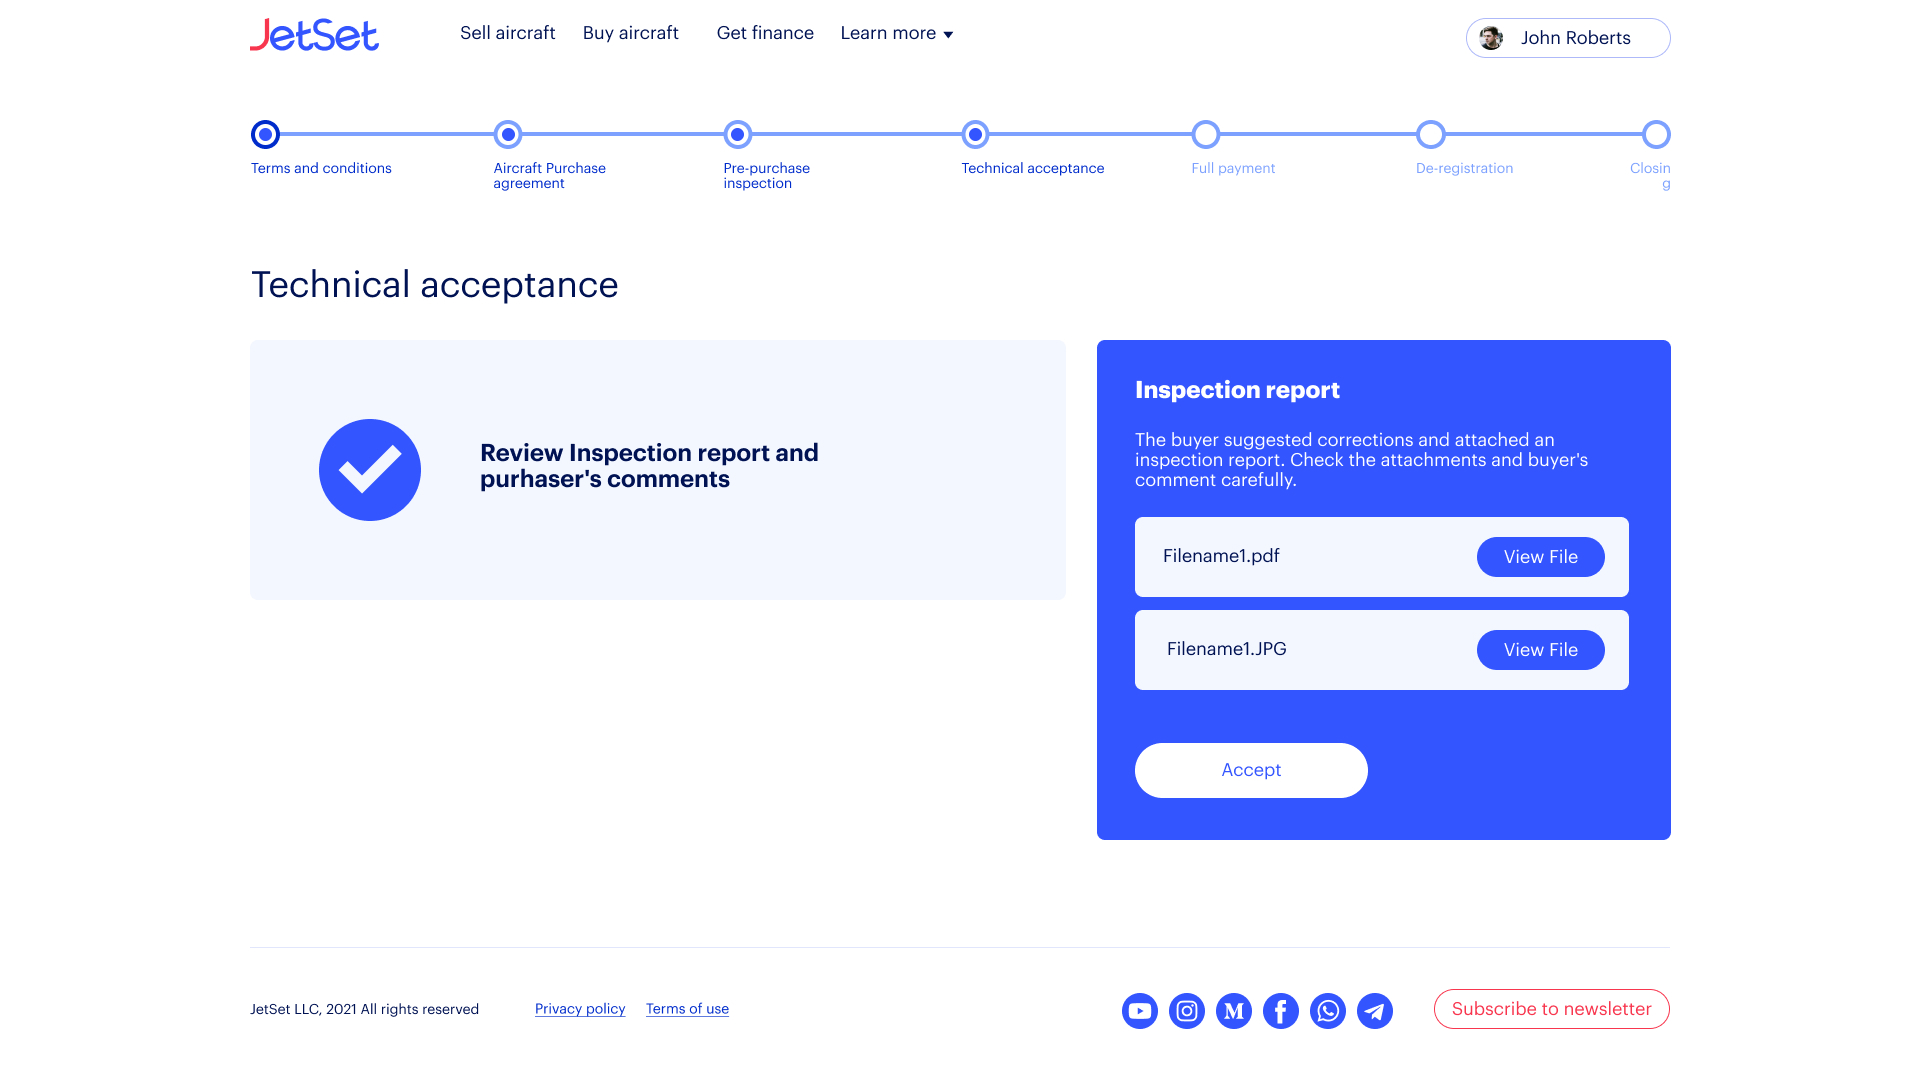 JetSet
Sell aircraft
Buy aircraft
Get finance
Learn more
John Roberts
Terms and conditions
Aircraft Purchase
agreement
Pre-purchase
inspection
Technical acceptance
Full payment
De-registration
Closin
g
Technical acceptance
Review Inspection report and
purhaser's comments
Inspection report
The buyer suggested corrections and attached an
inspection report. Check the attachments and buyer's
comment carefully.
Filename1.pdf
View File
Filename1.JPG
View File
Accept
JetSet LLC, 2021 All rights reserved
Privacy policy
Terms of use
Subscribe to newsletter